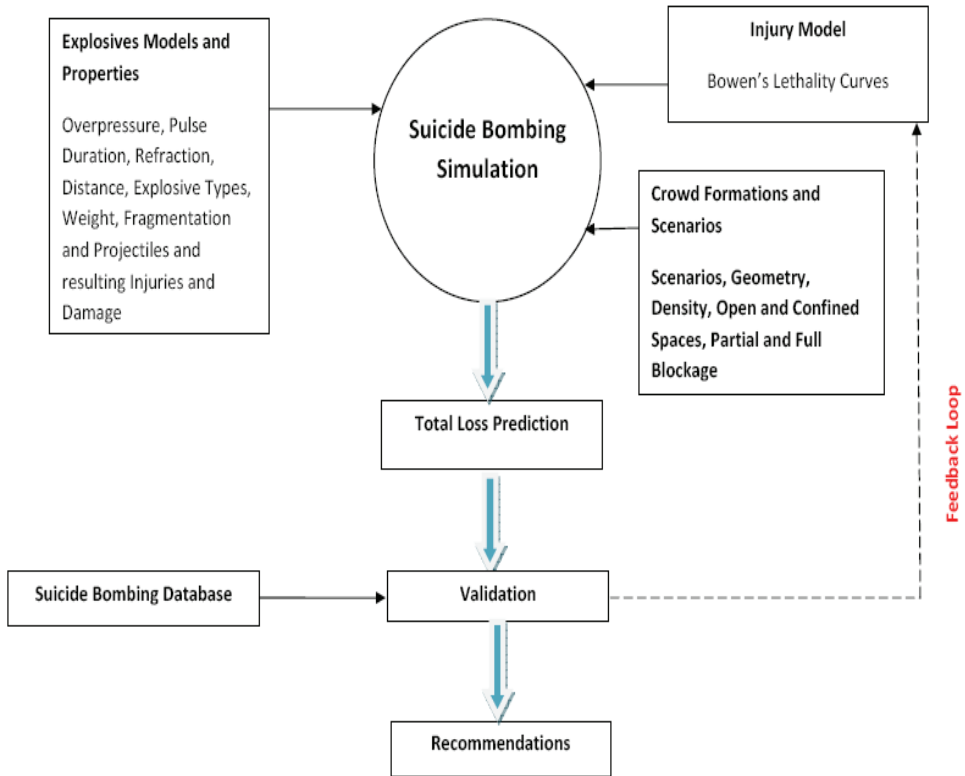 Explosives Models and
Properties
Overpressure, Pulse
Duration, Refraction,
Distance, Explosive Types,
Weight, Fragmentation
and Projectiles and
resulting Injuries and
Damage
Suicide Bombing
Simulation
Injury Model
Bowen's Lethality Curves
Crowd Formations and
Scenarios
Scenarios, Geometry,
Density, Open and Confined
Spaces, Partial and Full
Blockage
Total Loss Prediction
Feedback Loop
Suicide Bombing Database
Validation
Recommendations